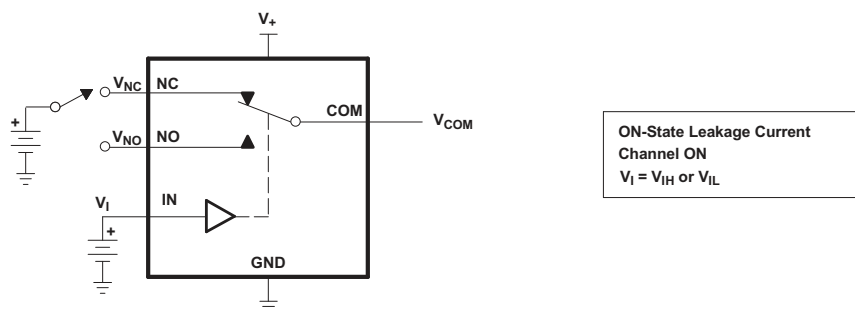 V+
VNC NC
COM
VCOM
+
VNO NO
VI IN
+
GND
ON-State Leakage Current
Channel ON
VI = VIH or VIL